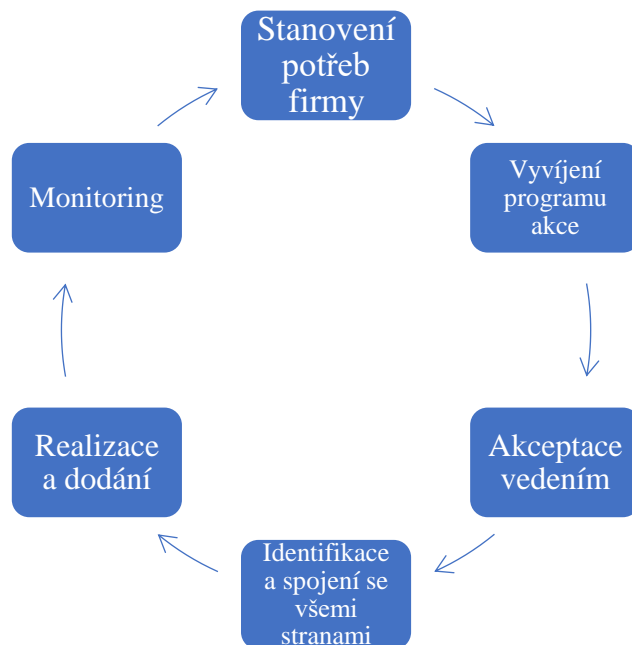 Stanovení
potřeb
firmy
Vyvíjení
programu
akce
Akceptace
vedením
Identifikace
a spojení se
všemi
stranami
Realizace
a dodání
Monitoring